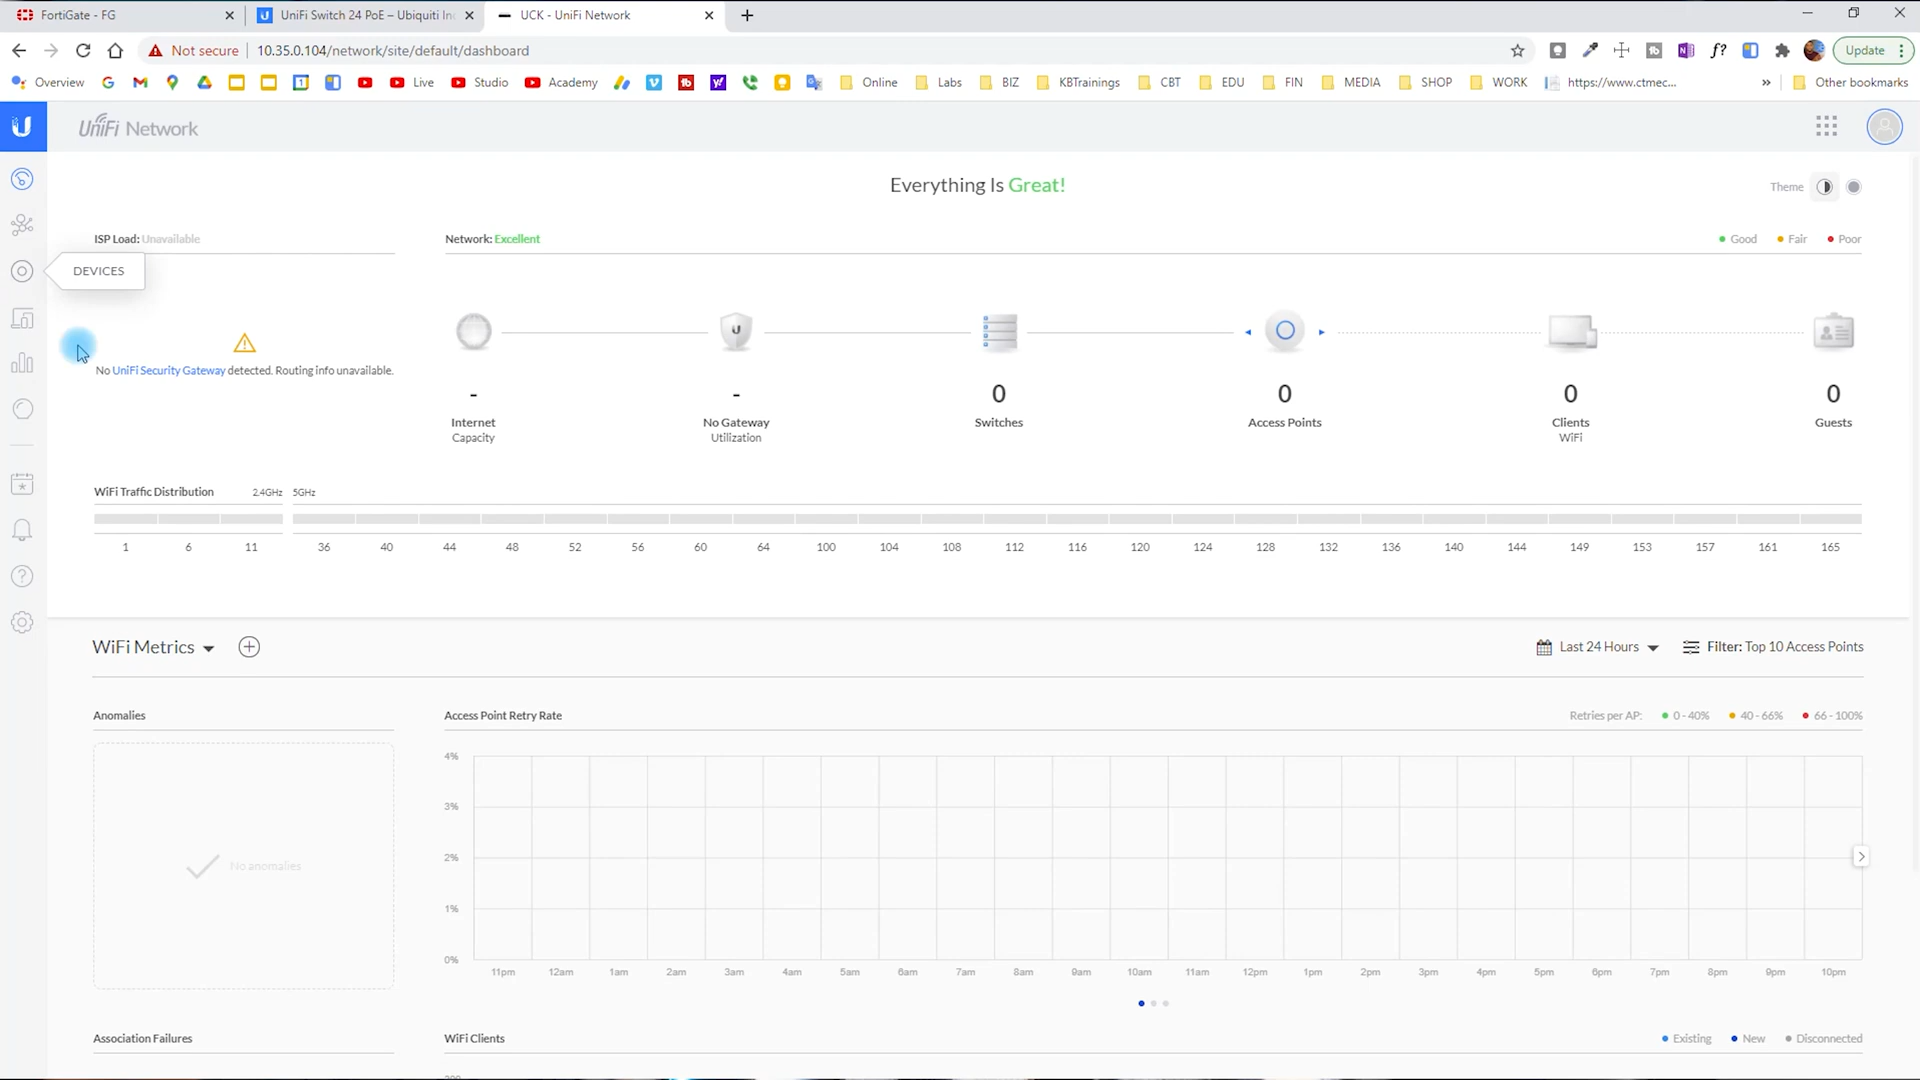 FortiGate - FG
UniFi Switch 24 PoE – Ubiquiti Inc
UCK - UniFi Network
Not secure
10.35.0.104/network/site/default/dashboard
Update
Overview
Live
Studio
Academy
Online
Labs
BIZ
KBTrainings
CBT
EDU
FIN
MEDIA
SHOP
WORK
https://www.ctmec...
Other bookmarks
UniFi Network
Everything Is Great!
Theme
ISP Load: Unavailable
Network: Excellent
Good
Fair
Poor
DEVICES
No UniFi Security Gateway detected. Routing info unavailable.
-
-
0
0
0
0
Internet
No Gateway
Switches
Access Points
Clients
Guests
Capacity
Utilization
WiFi
WiFi Traffic Distribution
2.4GHz
5GHz
1 6 11 36 40 44 48 52 56 60 64 100 104 108 112 116 120 124 128 132 136 140 144 149 153 157 161 165
WiFi Metrics
Last 24 Hours
Filter: Top 10 Access Points
Anomalies
Access Point Retry Rate
Retries per AP:
0 - 40%
40 - 66%
66 - 100%
4%
3%
2%
No anomalies
1%
0%
11pm 12am 1am 2am 3am 4am 5am 6am 7am 8am 9am 10am 11am 12pm 1pm 2pm 3pm 4pm 5pm 6pm 7pm 8pm 9pm 10pm
Association Failures
WiFi Clients
Existing
New
Disconnected